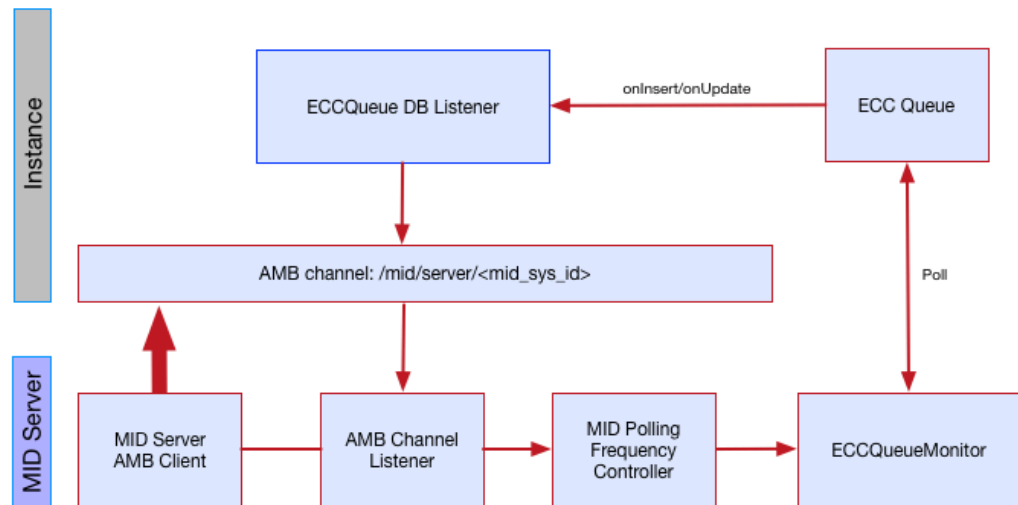 Instance
ECCQueue DB Listener
onInsert/onUpdate
ECC Queue
AMB channel: /mid/server/<mid_sys_id>
Poll
MID Server
MID Server
AMB Client
AMB Channel
Listener
MID Polling
Frequency
Controller
ECCQueueMonitor